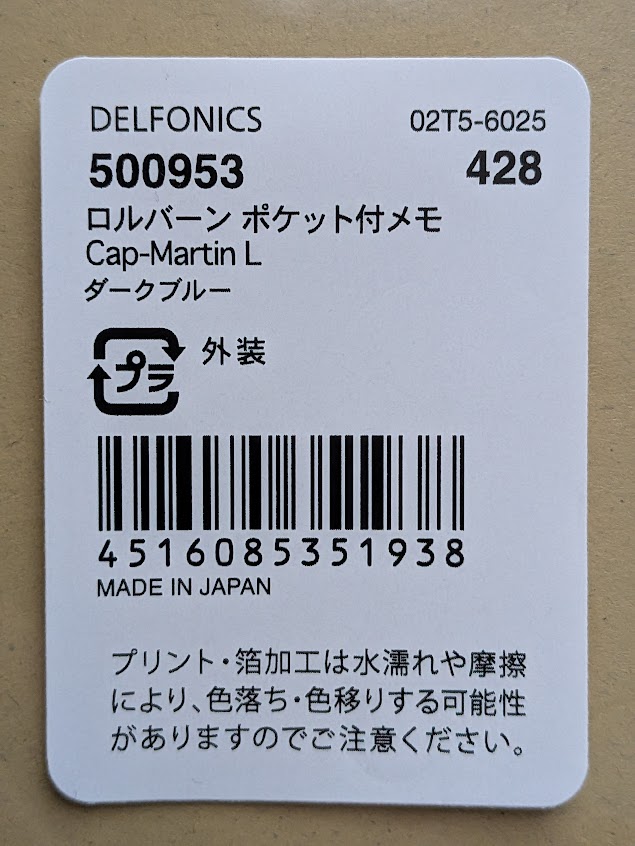 DELFONICS 02T5-6025
500953 428
ロルバーン ポケット付メモ
Cap-Martin L
ダークブルー
プラ 外装
4516085351938
MADE IN JAPAN
プリント・箔加工は水濡れや摩擦
により、色落ち・色移りする可能性
がありますのでご注意ください。